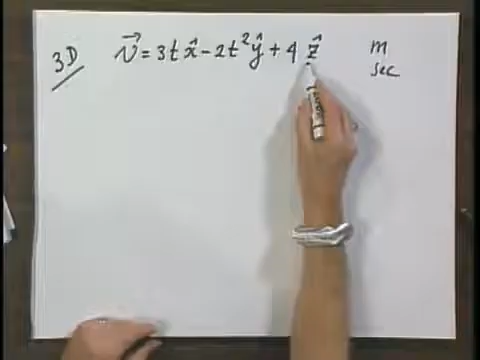 3D v⃗ = 3t x̂ - 2t² ŷ + 4 ẑ m
sec